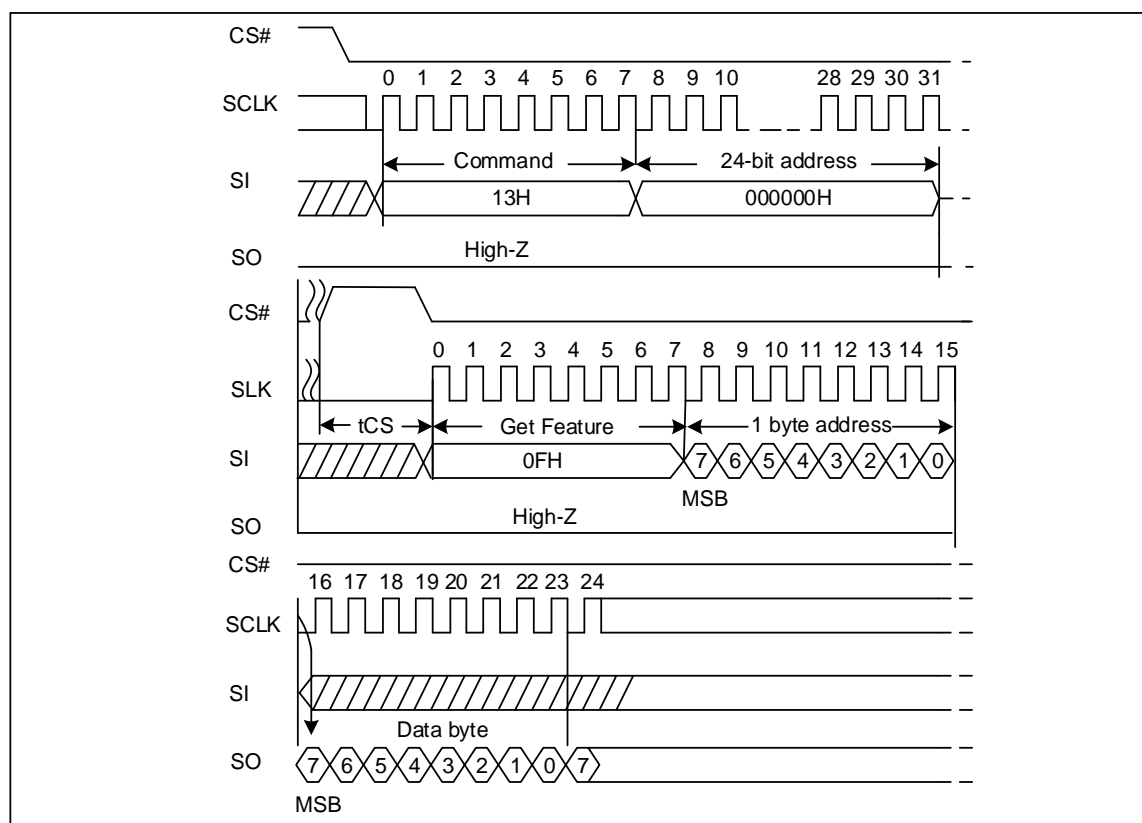 CS#
0 1 2 3 4 5 6 7 8 9 10 28 29 30 31
SCLK
Command 24-bit address
SI
13H 000000H
High-Z
SO
CS#
0 1 2 3 4 5 6 7 8 9 10 11 12 13 14 15
SLK
tCS Get Feature 1 byte address
SI
0FH 7 6 5 4 3 2 1 0
MSB
High-Z
SO
CS#
16 17 18 19 20 21 22 23 24
SCLK
SI
Data byte
SO 7 6 5 4 3 2 1 0 7
MSB